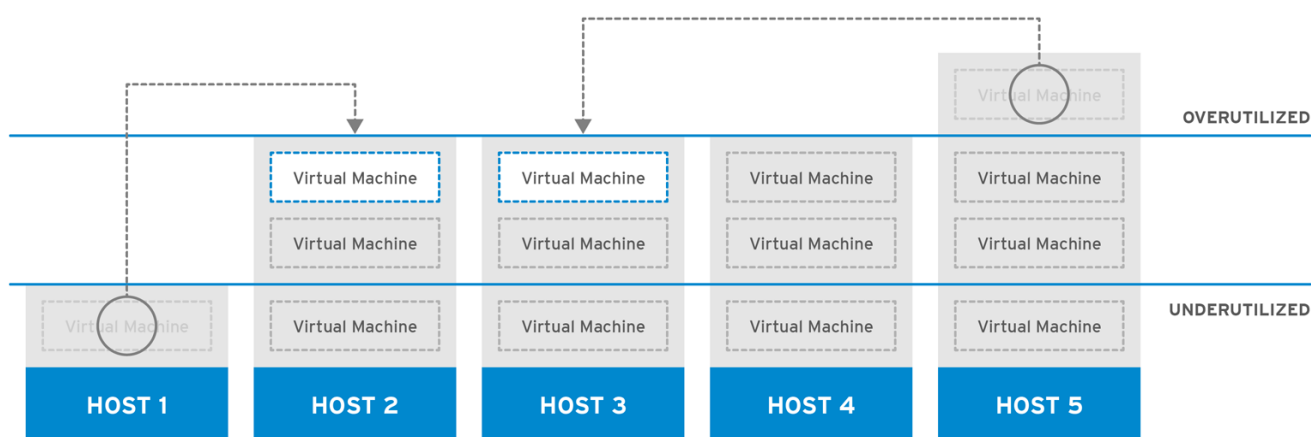 Virtual Machine
OVERUTILIZED
Virtual Machine Virtual Machine Virtual Machine Virtual Machine
Virtual Machine Virtual Machine Virtual Machine Virtual Machine
UNDERUTILIZED
Virtual Machine Virtual Machine Virtual Machine Virtual Machine Virtual Machine
HOST 1 HOST 2 HOST 3 HOST 4 HOST 5